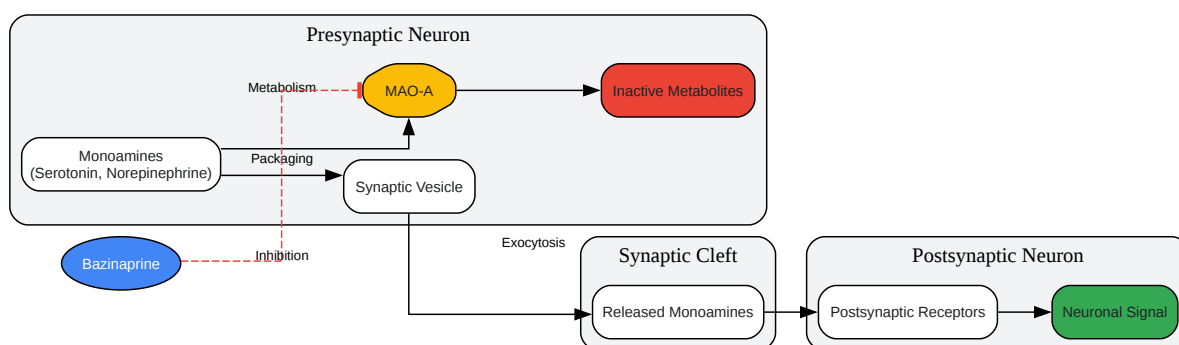 Presynaptic Neuron
Metabolism
MAO-A
Inactive Metabolites
Monoamines
(Serotonin, Norepinephrine)
Packaging
Synaptic Vesicle
Bazinaprine
Inhibition
Exocytosis
Synaptic Cleft
Released Monoamines
Postsynaptic Neuron
Postsynaptic Receptors
Neuronal Signal